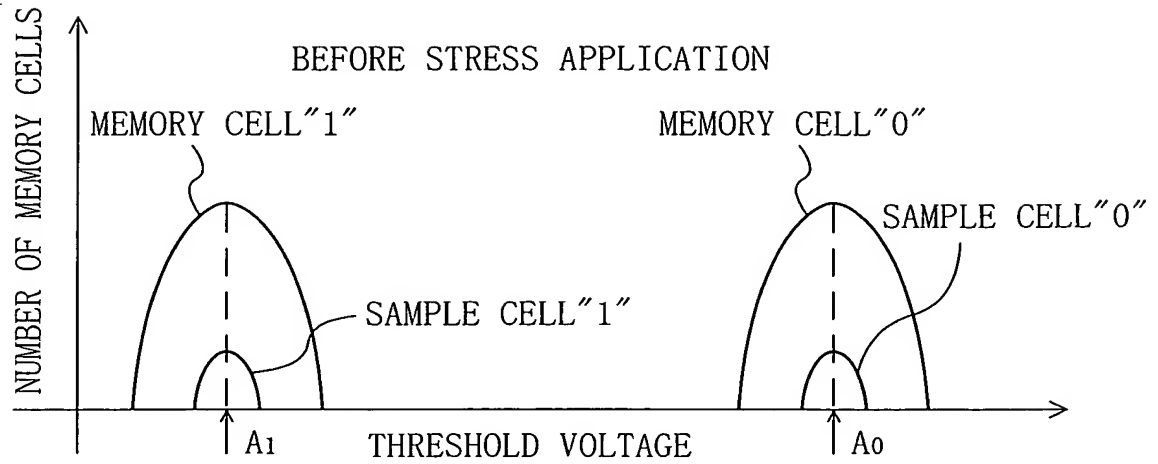 NUMBER OF MEMORY CELLS
BEFORE STRESS APPLICATION
MEMORY CELL"1"
MEMORY CELL"0"
SAMPLE CELL"0"
SAMPLE CELL"1"
A1
THRESHOLD VOLTAGE
A0